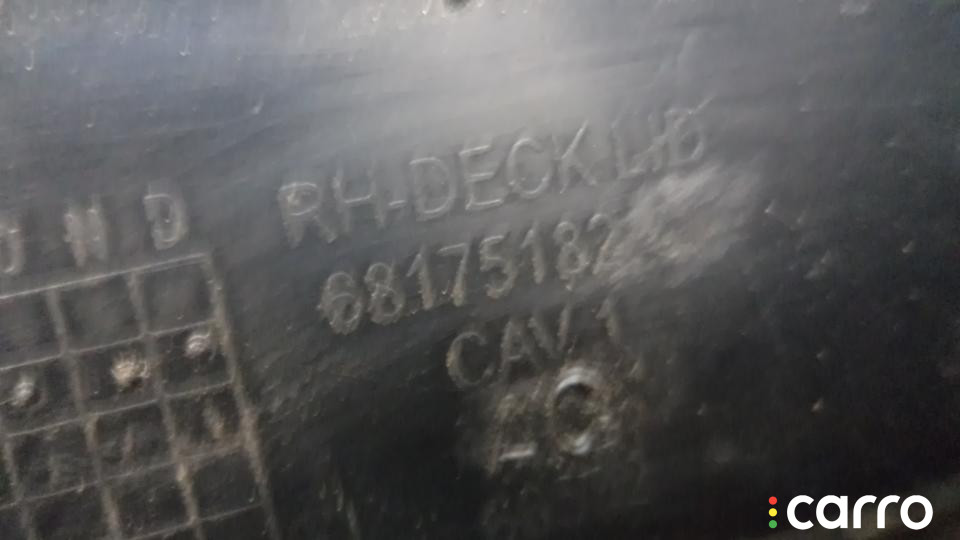 RH-DECK LID
O N D
68175182
CAV 1
carro